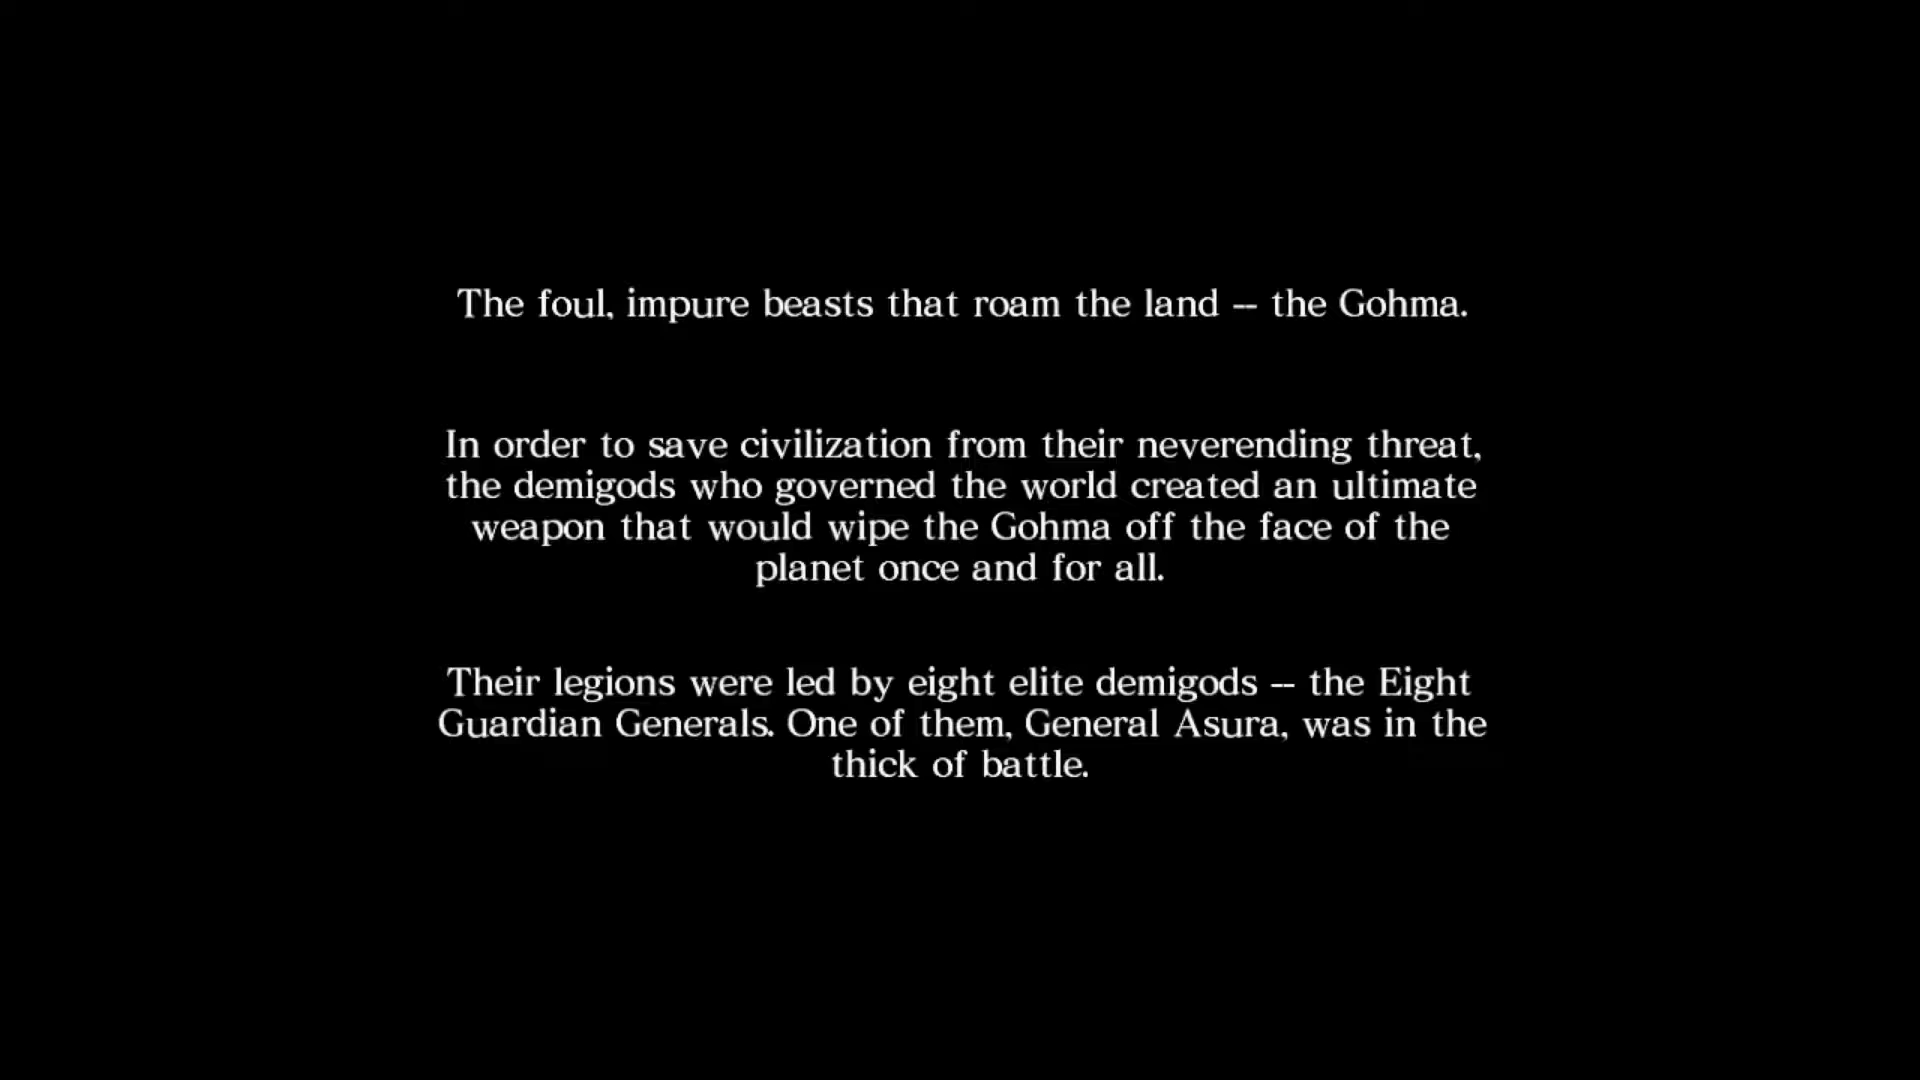 The foul, impure beasts that roam the land -- the Gohma.
In order to save civilization from their neverending threat,
the demigods who governed the world created an ultimate
weapon that would wipe the Gohma off the face of the
planet once and for all.
Their legions were led by eight elite demigods -- the Eight
Guardian Generals. One of them, General Asura, was in the
thick of battle.